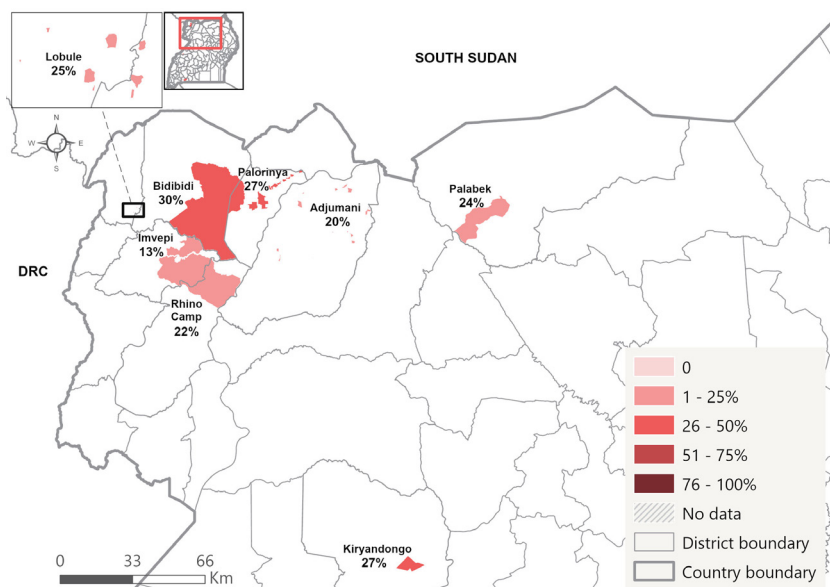 Lobule
25%
SOUTH SUDAN
N
W
E
S
Bidibidi
30%
Palorinya
27%
Adjumani
20%
Palabek
24%
Imvepi
13%
DRC
Rhino
Camp
22%
0
1 - 25%
26 - 50%
51 - 75%
76 - 100%
No data
District boundary
Country boundary
Kiryandongo
27%
0 33 66
Km